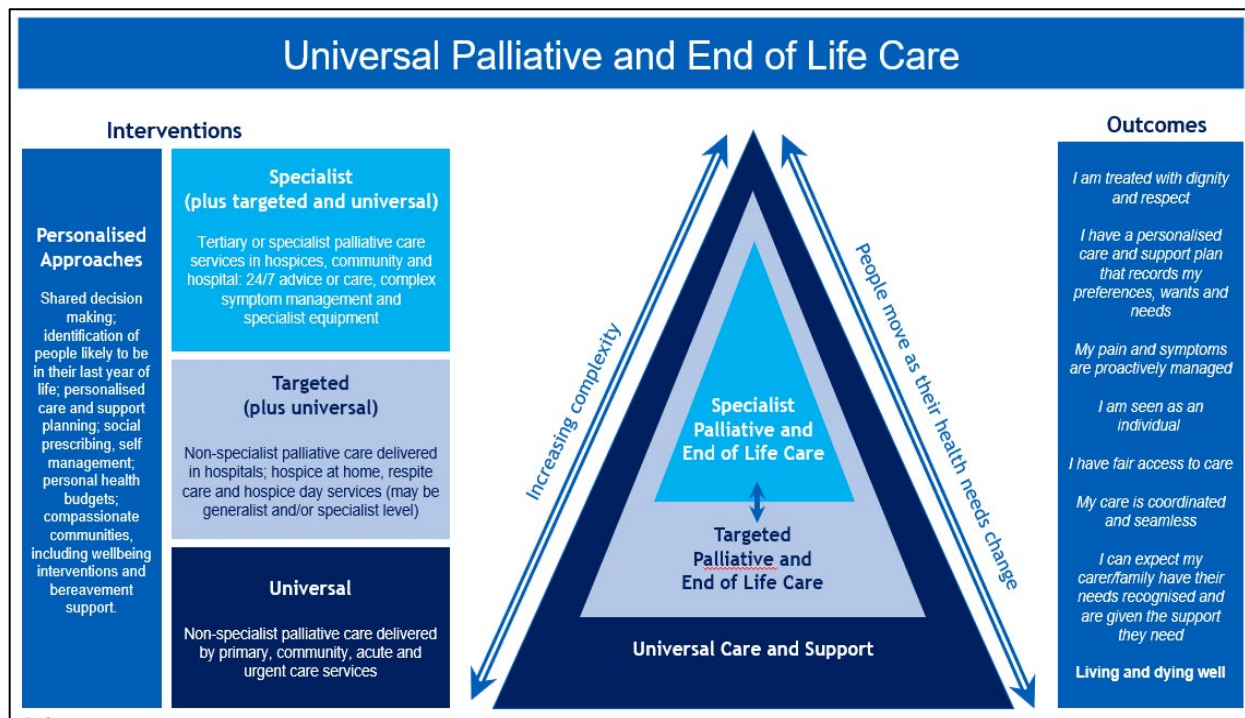 Universal Palliative and End of Life Care
Interventions
Personalised
Approaches
Shared decision
making;
identification of
people likely to be
in their last year of
life; personalised
care and support
planning; social
prescribing, self
management;
personal health
budgets;
compassionate
communities,
including wellbeing
interventions and
bereavement
support.
Specialist
(plus targeted and universal)
Tertiary or specialist palliative care
services in hospices, community and
hospital: 24/7 advice or care, complex
symptom management and
specialist equipment
Targeted
(plus universal)
Non-specialist palliative care delivered
in hospitals; hospice at home, respite
care and hospice day services (may be
generalist and/or specialist level)
Universal
Non-specialist palliative care delivered
by primary, community, acute and
urgent care services
Increasing complexity
Specialist
Palliative and
End of Life Care
Targeted
Palliative and
End of Life Care
Universal Care and Support
People move as their health needs change
Outcomes
I am treated with dignity
and respect
I have a personalised
care and support plan
that records my
preferences, wants and
needs
My pain and symptoms
are proactively managed
I am seen as an
individual
I have fair access to care
My care is coordinated
and seamless
I can expect my
carer/family have their
needs recognised and
are given the support
they need
Living and dying well